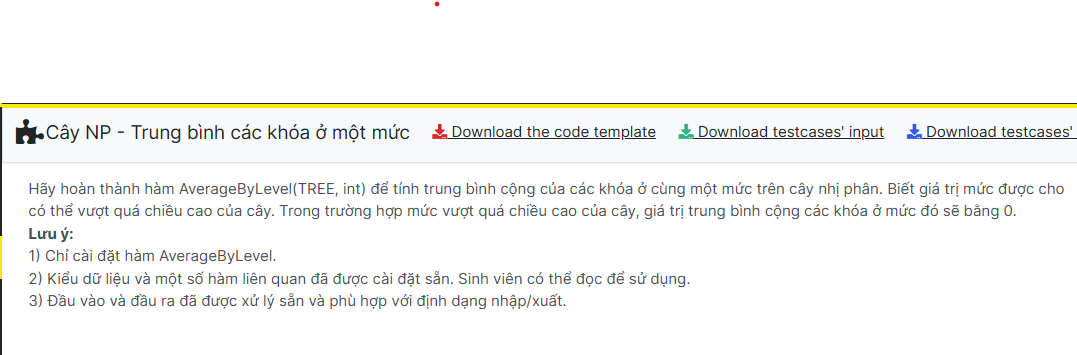 Cây NP - Trung bình các khóa ở một mức Download the code template Download testcases' input Download testcases'
Hãy hoàn thành hàm AverageByLevel(TREE, int) để tính trung bình cộng của các khóa ở cùng một mức trên cây nhị phân. Biết giá trị mức được cho
có thể vượt quá chiều cao của cây. Trong trường hợp mức vượt quá chiều cao của cây, giá trị trung bình cộng các khóa ở mức đó sẽ bằng 0.
Lưu ý:
1) Chỉ cài đặt hàm AverageByLevel.
2) Kiểu dữ liệu và một số hàm liên quan đã được cài đặt sẵn. Sinh viên có thể đọc để sử dụng.
3) Đầu vào và đầu ra đã được xử lý sẵn và phù hợp với định dạng nhập/xuất.